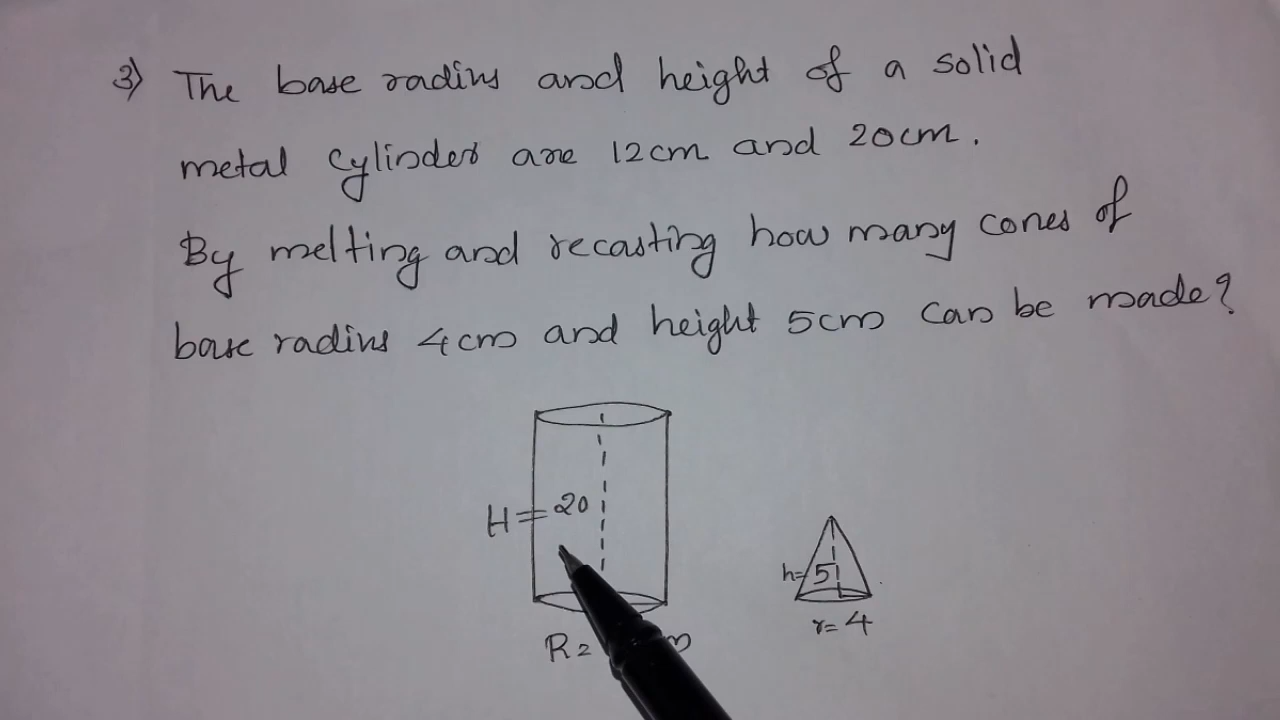 3) The base radius and height of a solid
metal cylinder are 12cm and 20cm.
By melting and recasting how many cones of
base radius 4cm and height 5cm can be made?
H=20
h=5
r=4
R=